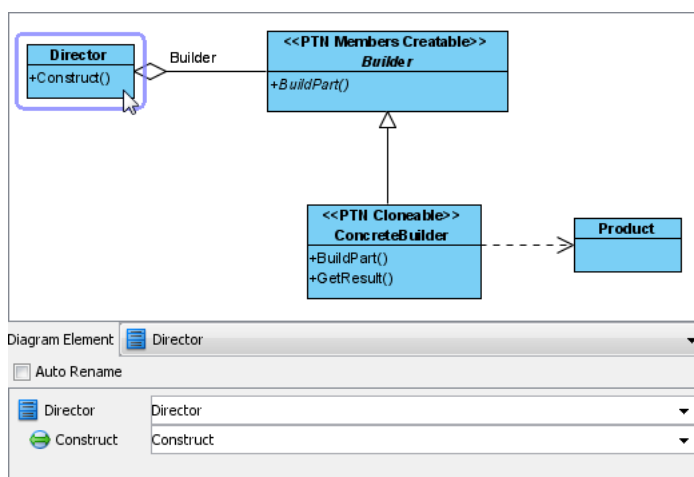 Director
+Construct()
Builder
<<PTN Members Creatable>>
Builder
+BuildPart()
<<PTN Cloneable>>
ConcreteBuilder
+BuildPart()
+GetResult()
Product
Diagram Element Director
Auto Rename
Director Director
Construct Construct